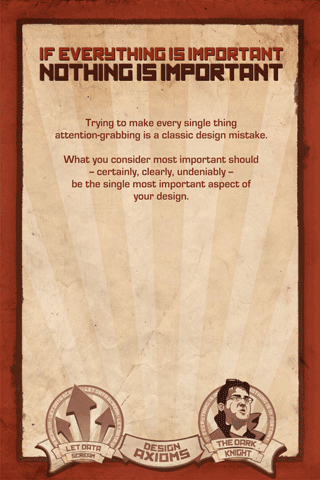 IF EVERYTHING IS IMPORTANT
NOTHING IS IMPORTANT
Trying to make every single thing
attention-grabbing is a classic design mistake.
What you consider most important should
– certainly, clearly, undeniably –
be the single most important aspect of
your design.
LET DATA
SCREAM
DESIGN
AXIOMS
THE DARK
KNIGHT